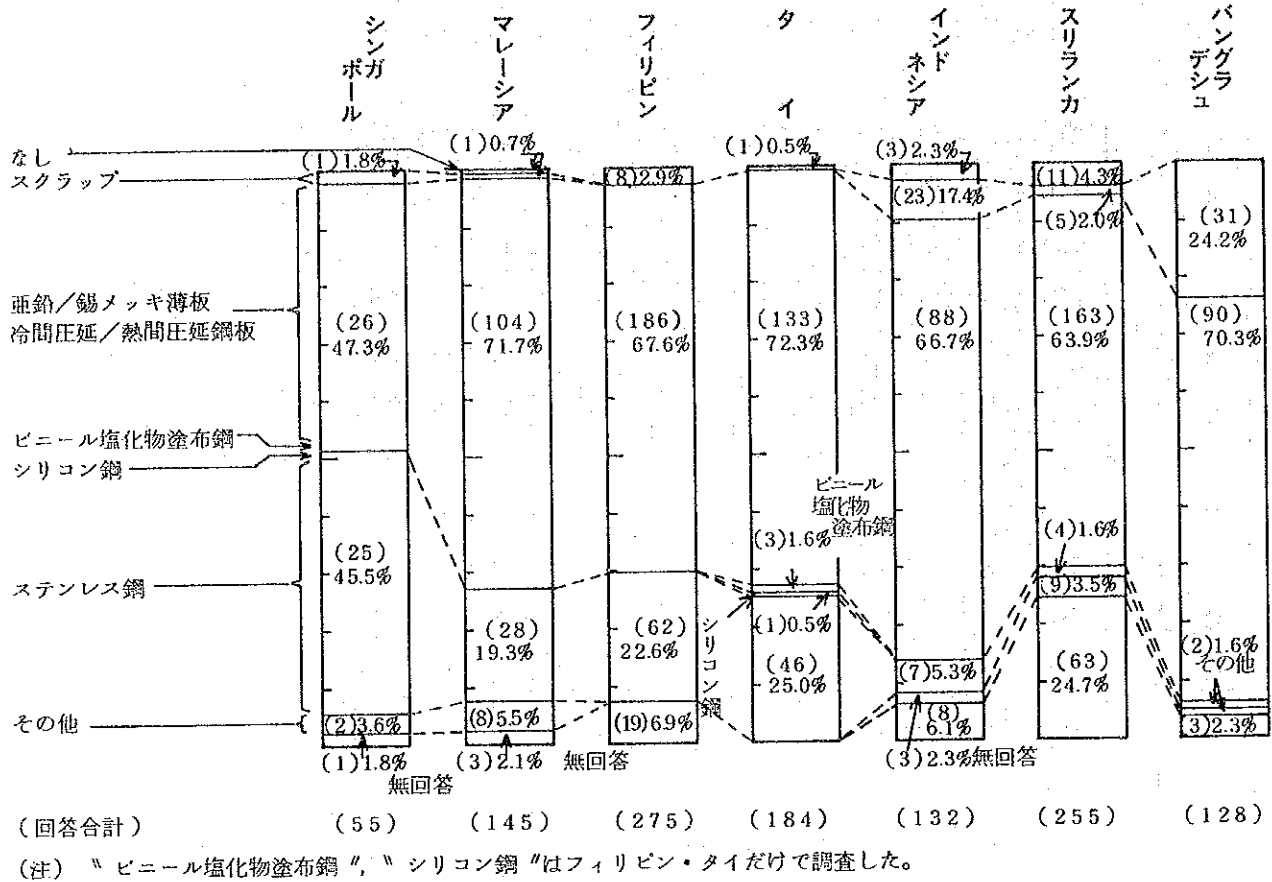 シンガポール
マレーシア
フィリピン
タイ
インドネシア
スリランカ
バングラデシュ
なし
(1)1.8%
(1)0.7%
(1)0.5%
(3)2.3%
スクラップ
(8)2.9%
(23)17.4%
(11)4.3%
(5)2.0%
(31)
24.2%
亜鉛/錫メッキ薄板
冷間圧延/熱間圧延鋼板
(26)
47.3%
(104)
71.7%
(186)
67.6%
(133)
72.3%
(88)
66.7%
(163)
63.9%
(90)
70.3%
ビニール塩化物塗布鋼
シリコン鋼
ビニール
塩化物
塗布鋼
(3)1.6%
(4)1.6%
ステンレス鋼
(25)
45.5%
(28)
19.3%
(62)
22.6%
シリコン鋼
(1)0.5%
(46)
25.0%
(7)5.3%
(9)3.5%
(63)
24.7%
(2)1.6%
その他
その他
(2)3.6%
(8)5.5%
(19)6.9%
(8)
6.1%
(3)2.3%
(1)1.8%
無回答
(3)2.1%
無回答
(3)2.3%無回答
(回答合計)
(55)
(145)
(275)
(184)
(132)
(255)
(128)
(注) 〝ビニール塩化物塗布鋼〞,〝シリコン鋼〞はフィリピン・タイだけで調査した。